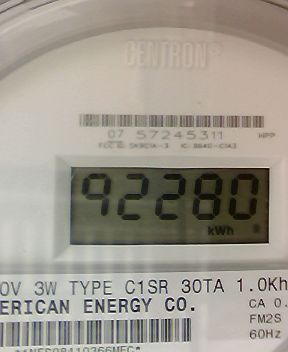 CENTRON®
07 57245311 WPP
92280
kWh
0V 3W TYPE C1SR 30TA 1.0Kh
ERICAN ENERGY CO. CA 0.
FM2S
60Hz